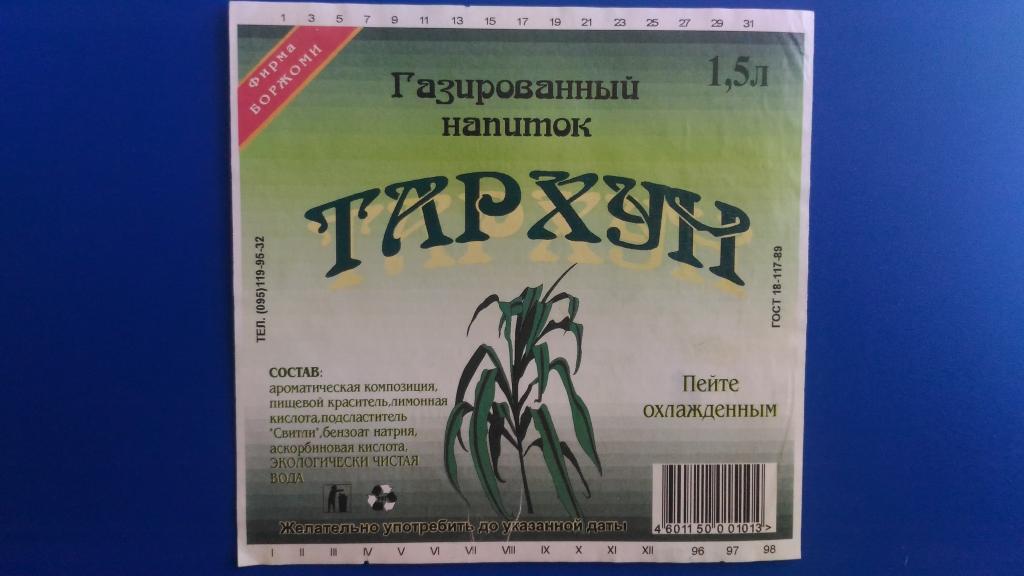 1 3 5 7 9 11 13 15 17 19 21 23 25 27 29 31
Фирма
БОРЖОМИ
1,5л
Газированный
напиток
ТАРХУН
ТЕЛ. (095)119-95-32
ГОСТ 18-117-89
СОСТАВ:
ароматическая композиция,
пищевой краситель,лимонная
кислота,подсластитель
"Свитли",бензоат натрия,
аскорбиновая кислота,
ЭКОЛОГИЧЕСКИ ЧИСТАЯ
ВОДА
Пейте
охлажденным
Желательно употребить до указанной даты
4 601150 001013 >
I II III IV V VI VII VIII IX X XI XII 96 97 98